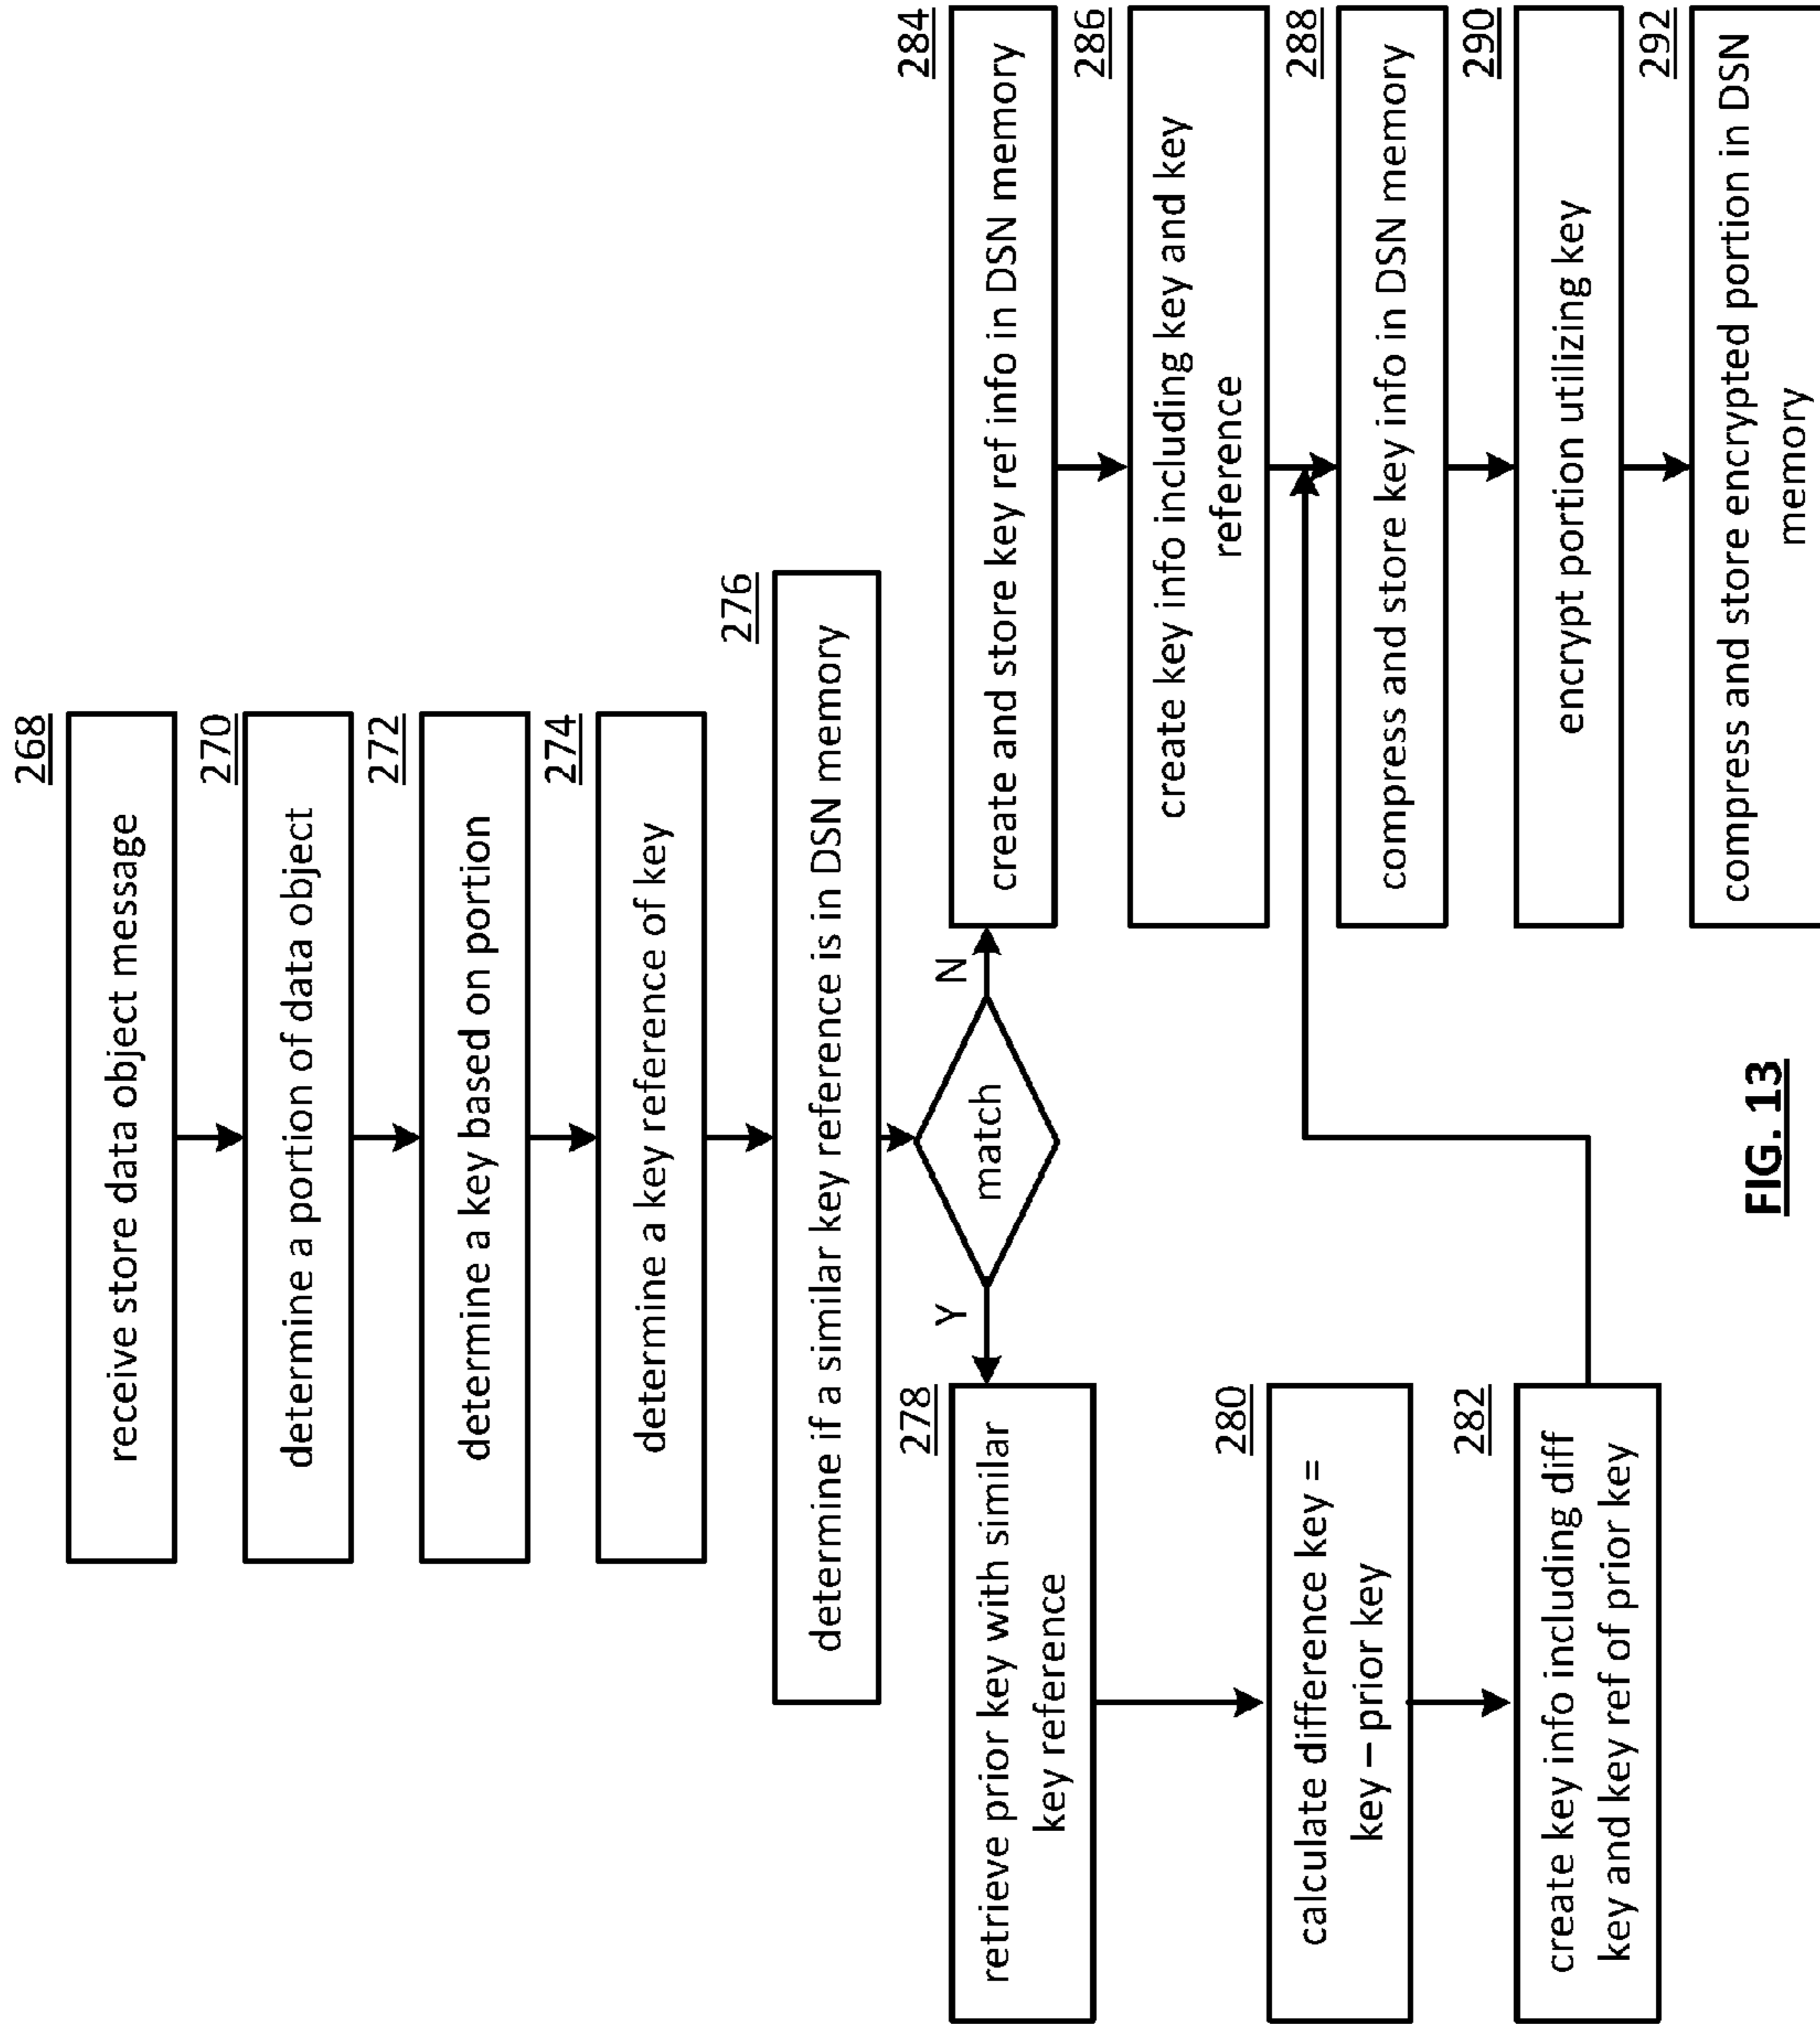 268
receive store data object message
270
determine a portion of data object
272
determine a key based on portion
274
determine a key reference of key
276
determine if a similar key reference is in DSN memory
match
Y
N
278
retrieve prior key with similar
key reference
280
calculate difference key =
key – prior key
282
create key info including diff
key and key ref of prior key
284
create and store key ref info in DSN memory
286
create key info including key and key
reference
288
compress and store key info in DSN memory
290
encrypt portion utilizing key
292
compress and store encrypted portion in DSN
memory
FIG. 13